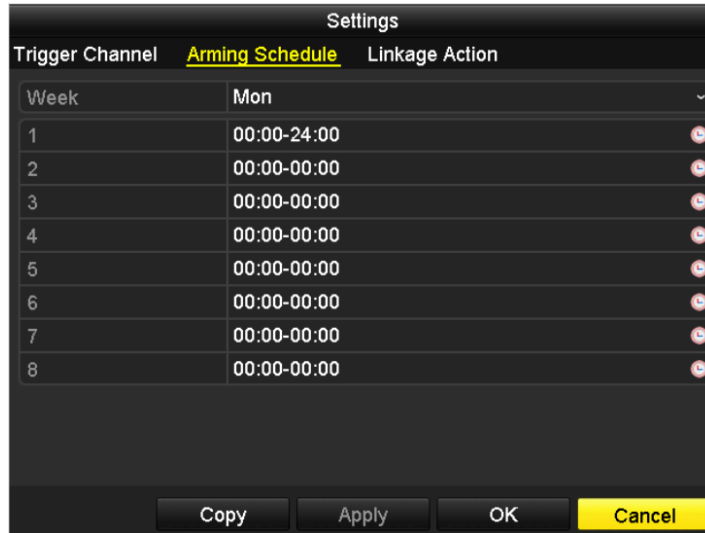 Settings
Trigger Channel Arming Schedule Linkage Action
Week Mon
1 00:00-24:00
2 00:00-00:00
3 00:00-00:00
4 00:00-00:00
5 00:00-00:00
6 00:00-00:00
7 00:00-00:00
8 00:00-00:00
Copy Apply OK Cancel